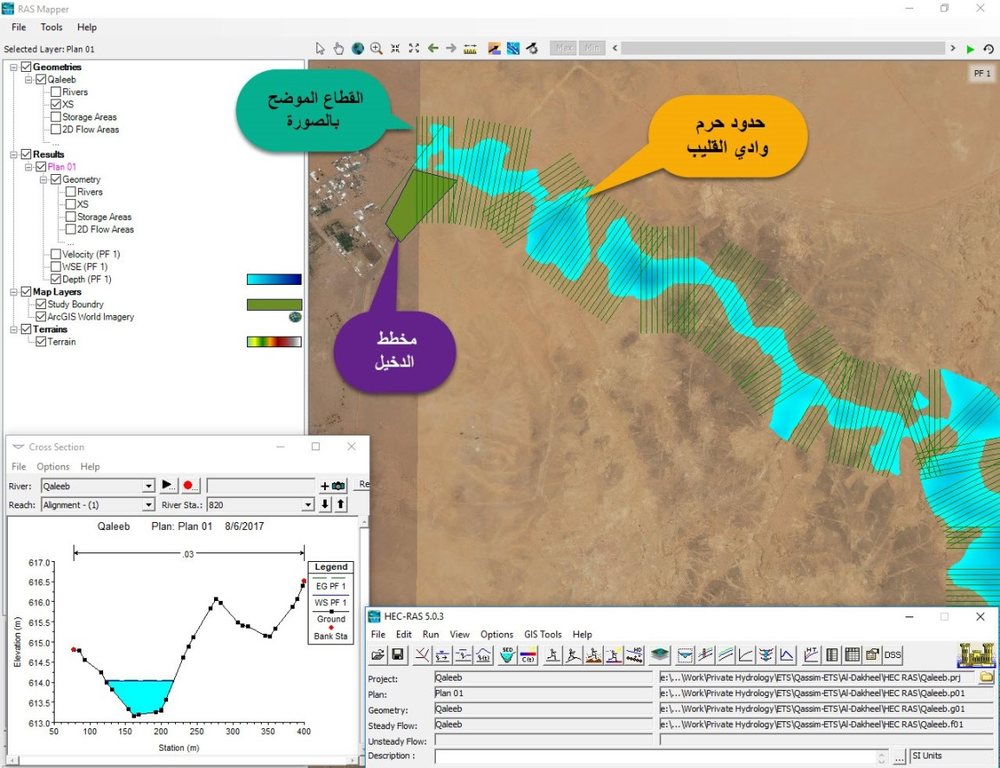 RAS Mapper
File Tools Help
Selected Layer: Plan 01
Max Min
PF 1
Geometries
Qaleeb
Rivers
XS
Storage Areas
2D Flow Areas
...
Results
Plan 01
Geometry
Rivers
XS
Storage Areas
2D Flow Areas
...
Velocity (PF 1)
WSE (PF 1)
Depth (PF 1)
Map Layers
Study Boundry
ArcGIS World Imagery
Terrains
Terrain
القطاع الموضح
بالصورة
حدود حرم
وادي القليب
مخطط
الدخيل
Cross Section
File Options Help
River: Qaleeb
Re
Reach: Alignment - (1) River Sta.: 820
Qaleeb Plan: Plan 01 8/6/2017
.03
617.0
616.5
616.0
615.5
615.0
614.5
614.0
613.5
613.0
Elevation (m)
50 100 150 200 250 300 350 400
Station (m)
Legend
EG PF 1
WS PF 1
Ground
Bank Sta
HEC-RAS 5.0.3
File Edit Run View Options GIS Tools Help
SED C(t) HD HT DSS
Project: Qaleeb e:\...\Work\Private Hydrology\ETS\Qassim-ETS\Al-Dakheel\HEC RAS\Qaleeb.prj
Plan: Plan 01 e:\...\Work\Private Hydrology\ETS\Qassim-ETS\Al-Dakheel\HEC RAS\Qaleeb.p01
Geometry: Qaleeb e:\...\Work\Private Hydrology\ETS\Qassim-ETS\Al-Dakheel\HEC RAS\Qaleeb.g01
Steady Flow: Qaleeb e:\...\Work\Private Hydrology\ETS\Qassim-ETS\Al-Dakheel\HEC RAS\Qaleeb.f01
Unsteady Flow:
Description : ... SI Units